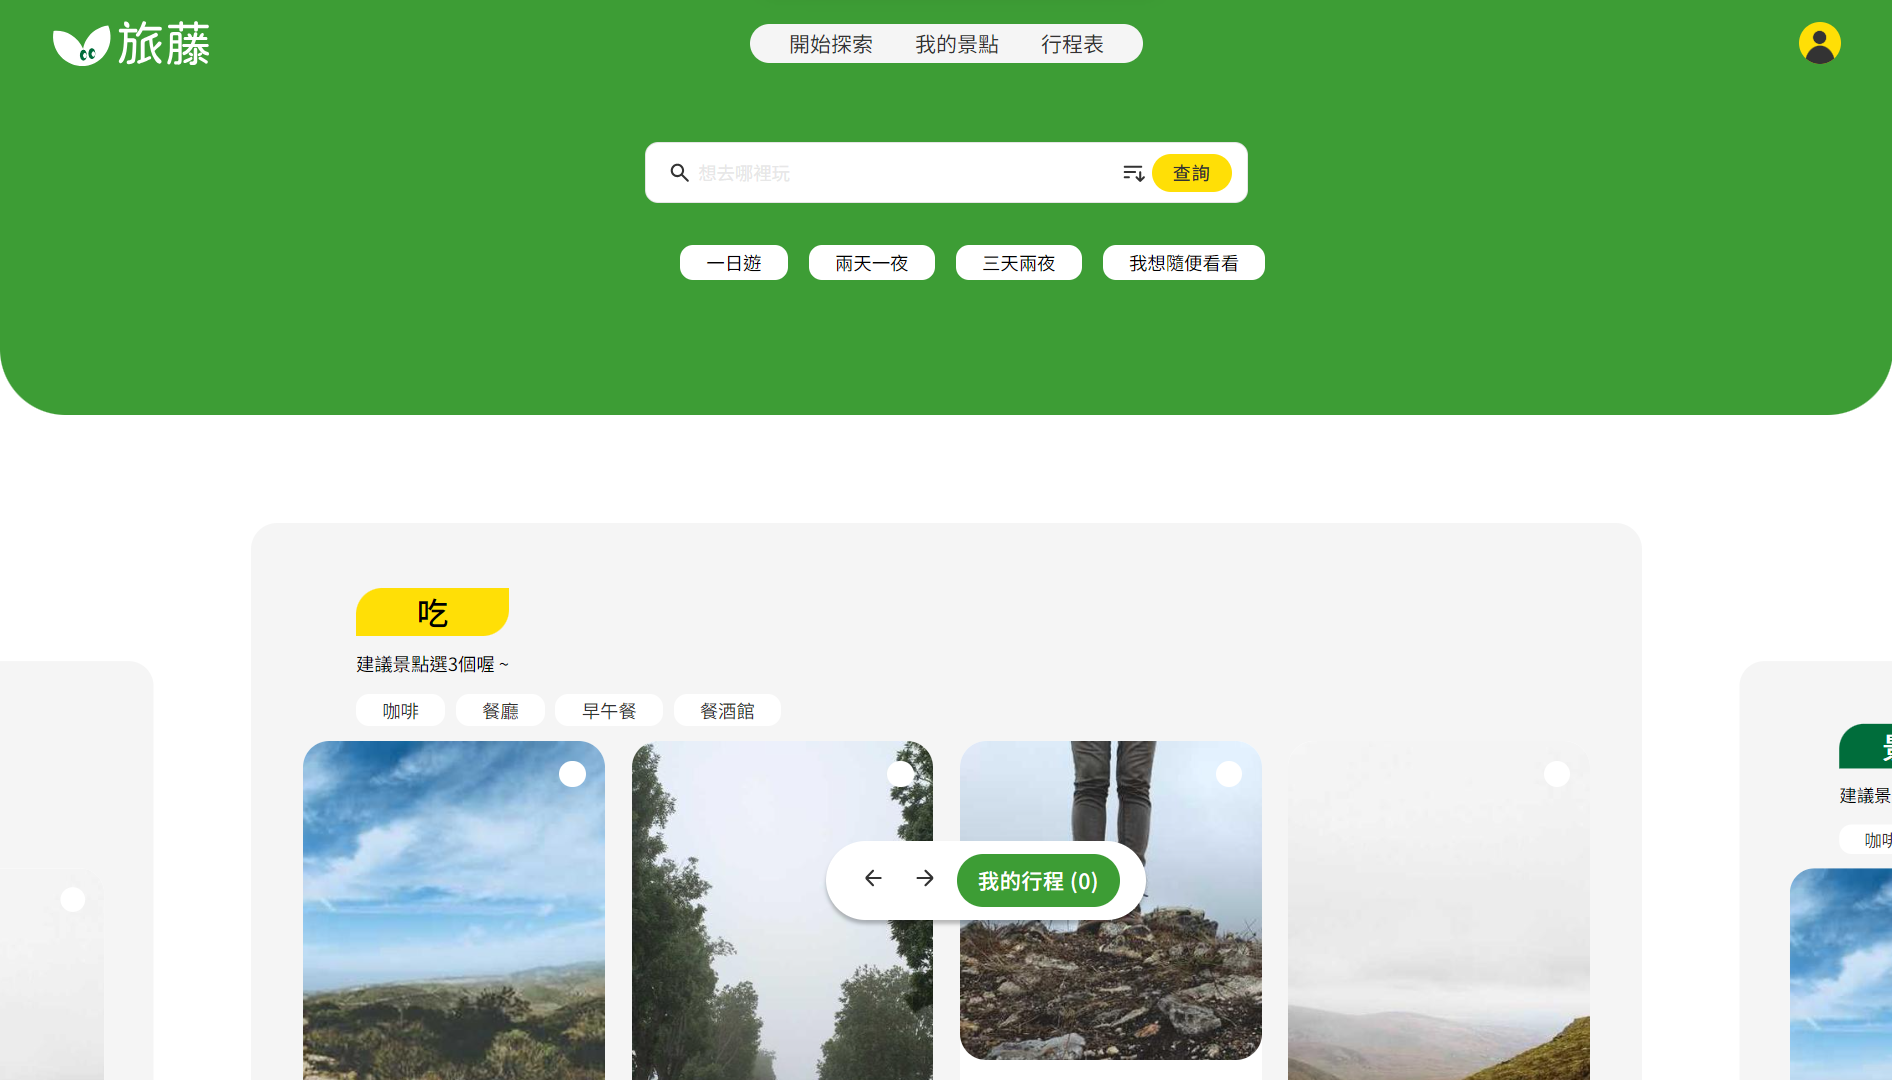 旅藤
開始探索 我的景點 行程表
想去哪裡玩 查詢
一日遊 兩天一夜 三天兩夜 我想隨便看看
吃
建議景點選3個喔 ~
咖啡 餐廳 早午餐 餐酒館
我的行程 (0)
建議景
咖